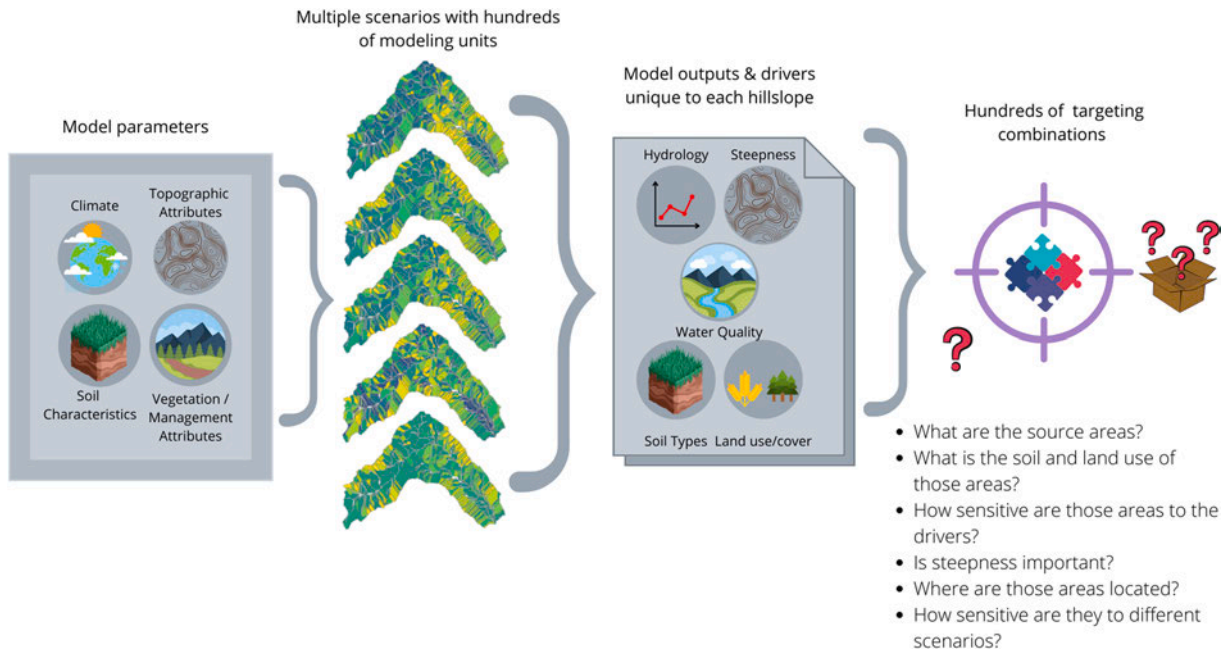 Multiple scenarios with hundreds
of modeling units
Model parameters
Climate
Topographic
Attributes
Soil
Characteristics
Vegetation /
Management
Attributes
Model outputs & drivers
unique to each hillslope
Hydrology
Steepness
Water Quality
Soil Types
Land use/cover
Hundreds of targeting
combinations
?
?
?
?
• What are the source areas?
• What is the soil and land use of
those areas?
• How sensitive are those areas to the
drivers?
• Is steepness important?
• Where are those areas located?
• How sensitive are they to different
scenarios?